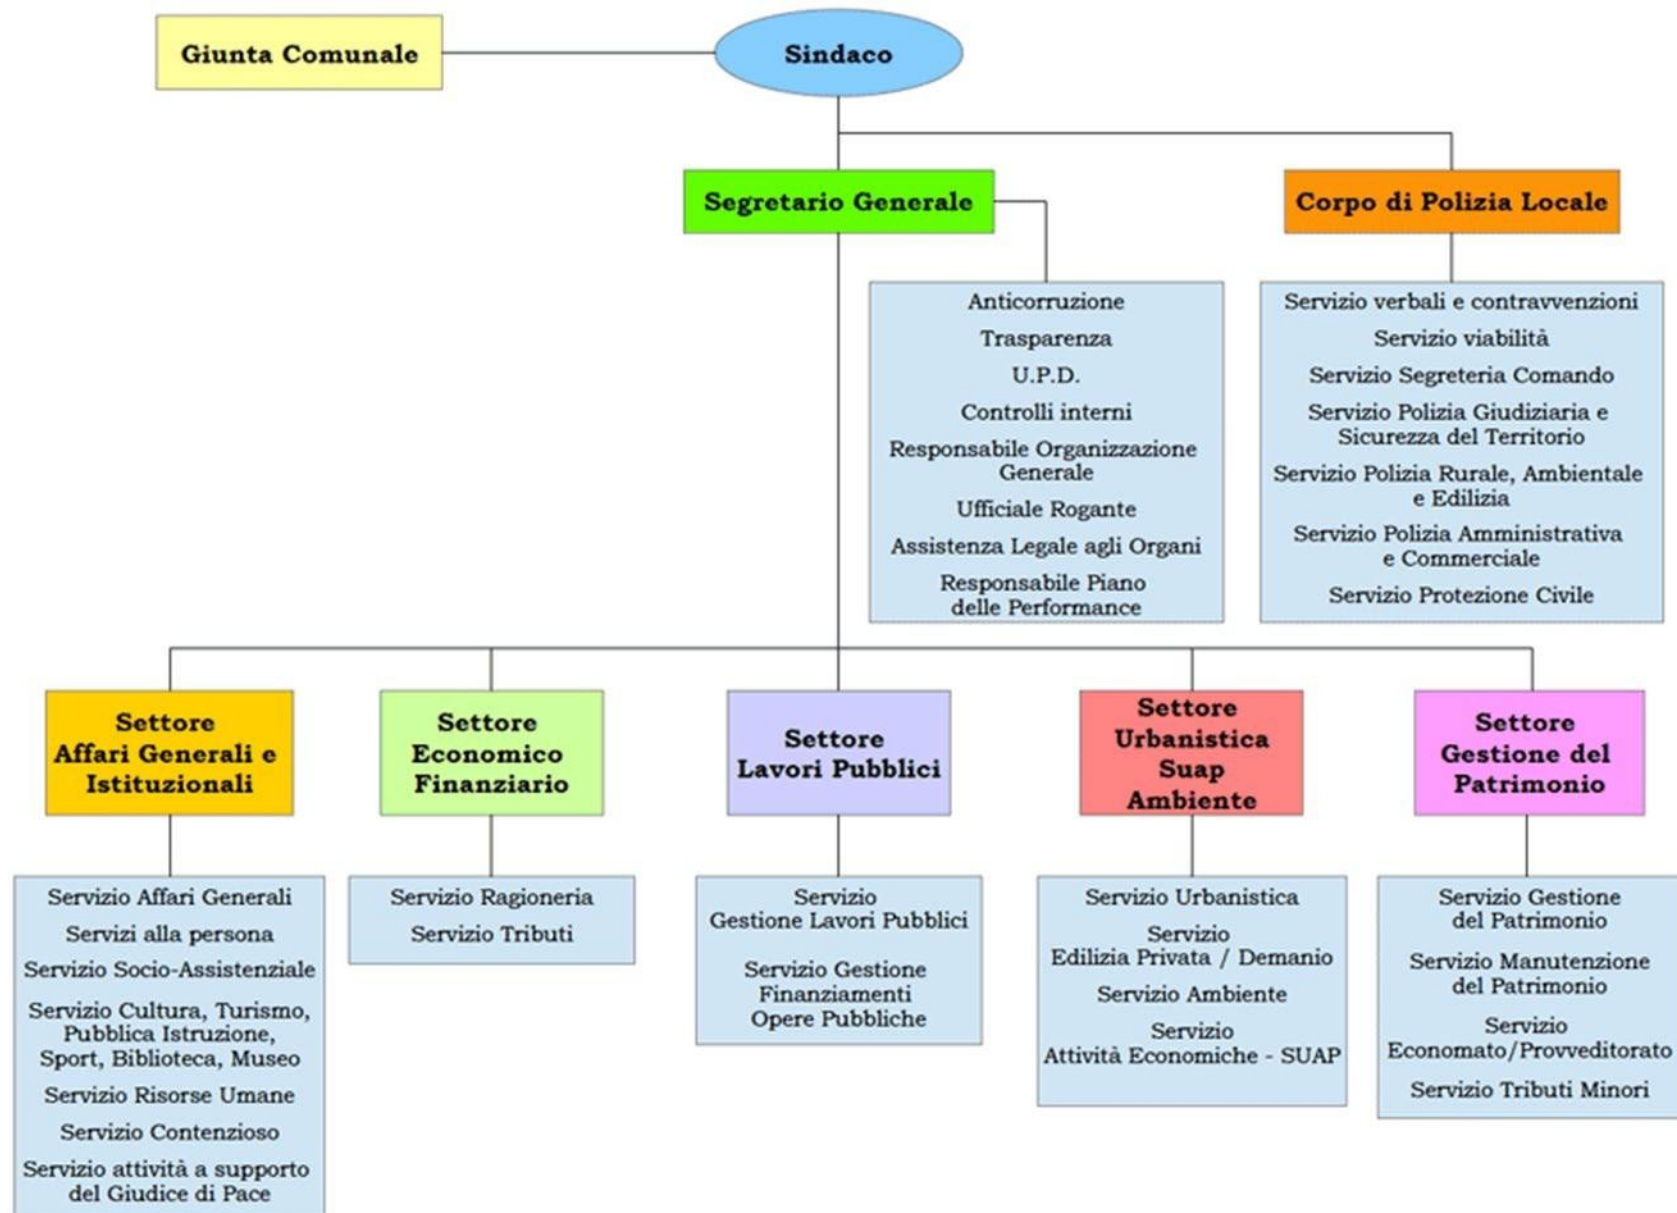 Giunta Comunale
Sindaco
Segretario Generale
Corpo di Polizia Locale
Anticorruzione
Trasparenza
U.P.D.
Controlli interni
Responsabile Organizzazione
Generale
Ufficiale Rogante
Assistenza Legale agli Organi
Responsabile Piano
delle Performance
Servizio verbali e contravvenzioni
Servizio viabilità
Servizio Segreteria Comando
Servizio Polizia Giudiziaria e
Sicurezza del Territorio
Servizio Polizia Rurale, Ambientale
e Edilizia
Servizio Polizia Amministrativa
e Commerciale
Servizio Protezione Civile
Settore
Affari Generali e
Istituzionali
Settore
Economico
Finanziario
Settore
Lavori Pubblici
Settore
Urbanistica
Suap
Ambiente
Settore
Gestione del
Patrimonio
Servizio Affari Generali
Servizi alla persona
Servizio Socio-Assistenziale
Servizio Cultura, Turismo,
Pubblica Istruzione,
Sport, Biblioteca, Museo
Servizio Risorse Umane
Servizio Contenzioso
Servizio attività a supporto
del Giudice di Pace
Servizio Ragioneria
Servizio Tributi
Servizio
Gestione Lavori Pubblici
Servizio Gestione
Finanziamenti
Opere Pubbliche
Servizio Urbanistica
Servizio
Edilizia Privata / Demanio
Servizio Ambiente
Servizio
Attività Economiche - SUAP
Servizio Gestione
del Patrimonio
Servizio Manutenzione
del Patrimonio
Servizio
Economato/Provveditorato
Servizio Tributi Minori